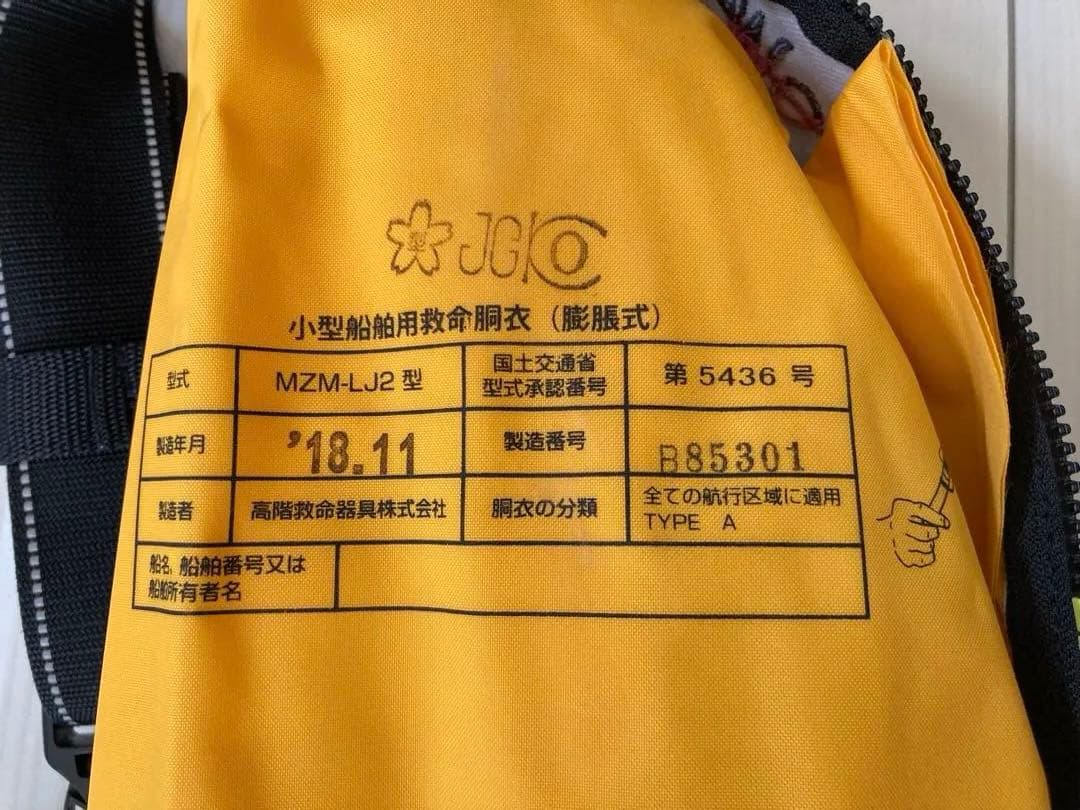 型 JCI
小型船舶用救命胴衣（膨脹式）
型式 MZM-LJ2 型 国土交通省 型式承認番号 第 5436 号
製造年月 '18.11 製造番号 B85301
製造者 高階救命器具株式会社 胴衣の分類 全ての航行区域に適用
TYPE A
船名、船舶番号又は
船舶所有者名